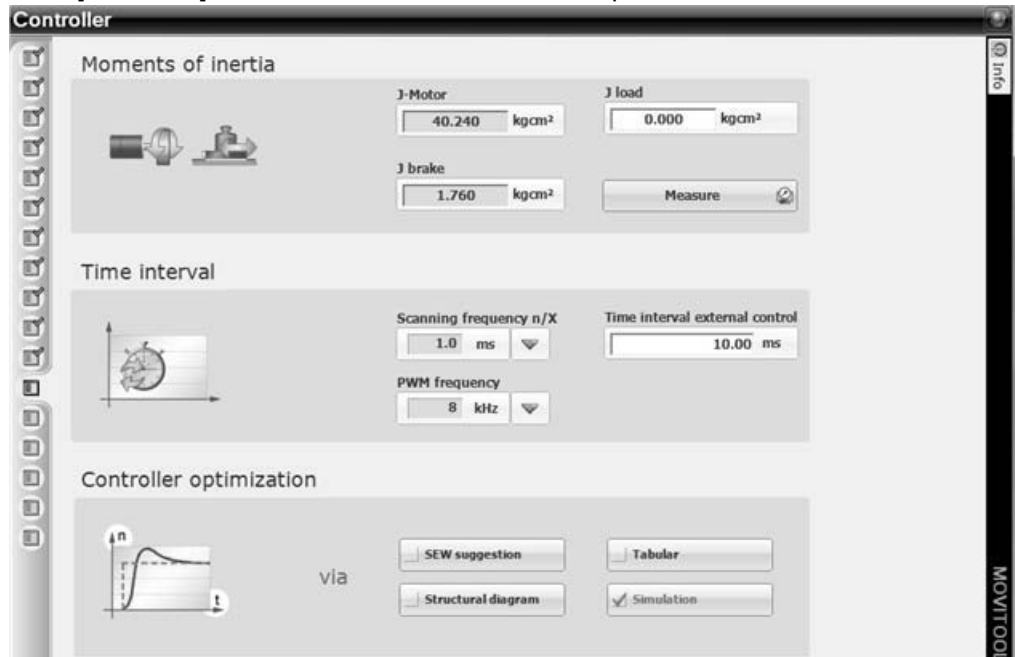 Controller
Info
Moments of inertia
J-Motor
40.240 kgcm²
J load
0.000 kgcm²
J brake
1.760 kgcm²
Measure
Time interval
Scanning frequency n/X
1.0 ms
Time interval external control
10.00 ms
PWM frequency
8 kHz
Controller optimization
n
t
via
SEW suggestion
Tabular
Structural diagram
Simulation